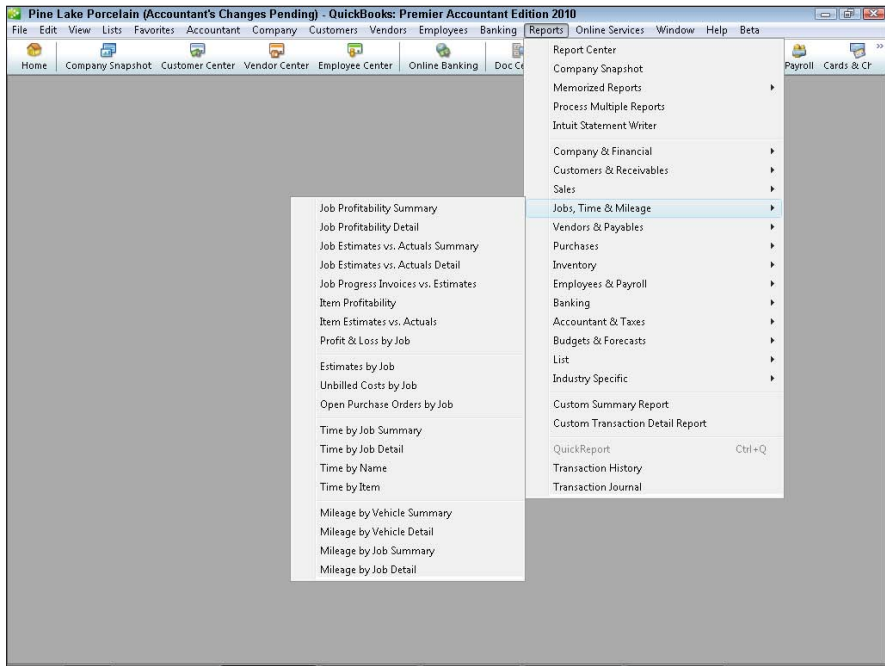 Pine Lake Porcelain (Accountant's Changes Pending) - QuickBooks: Premier Accountant Edition 2010
File Edit View Lists Favorites Accountant Company Customers Vendors Employees Banking Reports Online Services Window Help Beta
Home Company Snapshot Customer Center Vendor Center Employee Center Online Banking Doc Ce Payroll Cards & Ch
Report Center
Company Snapshot
Memorized Reports
Process Multiple Reports
Intuit Statement Writer
Company & Financial
Customers & Receivables
Sales
Jobs, Time & Mileage
Vendors & Payables
Purchases
Inventory
Employees & Payroll
Banking
Accountant & Taxes
Budgets & Forecasts
List
Industry Specific
Custom Summary Report
Custom Transaction Detail Report
QuickReport Ctrl+Q
Transaction History
Transaction Journal
Job Profitability Summary
Job Profitability Detail
Job Estimates vs. Actuals Summary
Job Estimates vs. Actuals Detail
Job Progress Invoices vs. Estimates
Item Profitability
Item Estimates vs. Actuals
Profit & Loss by Job
Estimates by Job
Unbilled Costs by Job
Open Purchase Orders by Job
Time by Job Summary
Time by Job Detail
Time by Name
Time by Item
Mileage by Vehicle Summary
Mileage by Vehicle Detail
Mileage by Job Summary
Mileage by Job Detail